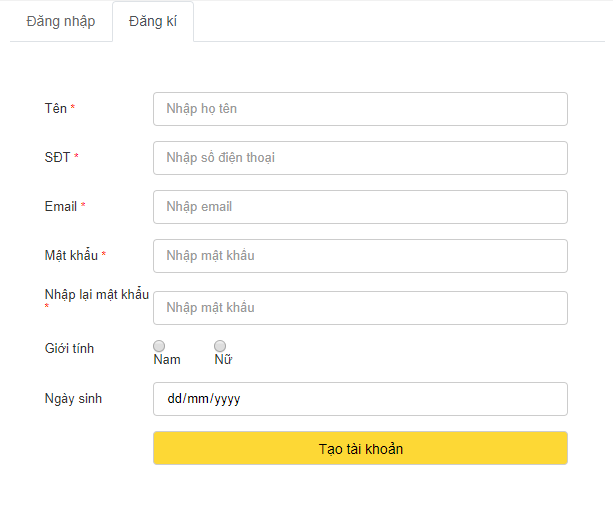 Đăng nhập Đăng kí
Tên * Nhập họ tên
SĐT * Nhập số điện thoại
Email * Nhập email
Mật khẩu * Nhập mật khẩu
Nhập lại mật khẩu
* Nhập mật khẩu
Giới tính
Nam Nữ
Ngày sinh dd/mm/yyyy
Tạo tài khoản